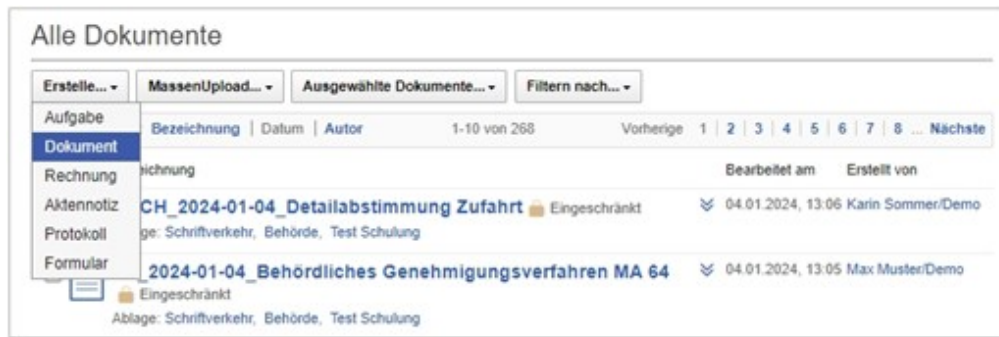 Alle Dokumente
Erstelle... MassenUpload... Ausgewählte Dokumente... Filtern nach...
Aufgabe
Bezeichnung | Datum | Autor 1-10 von 268 Vorherige 1 | 2 | 3 | 4 | 5 | 6 | 7 | 8 ... Nächste
Dokument
Rechnung eichnung Bearbeitet am Erstellt von
Aktennotiz CH_2024-01-04_Detailabstimmung Zufahrt Eingeschränkt 04.01.2024, 13:06 Karin Sommer/Demo
Protokoll ge: Schriftverkehr, Behörde, Test Schulung
Formular _2024-01-04_Behördliches Genehmigungsverfahren MA 64 04.01.2024, 13:05 Max Muster/Demo
Eingeschränkt
Ablage: Schriftverkehr, Behörde, Test Schulung